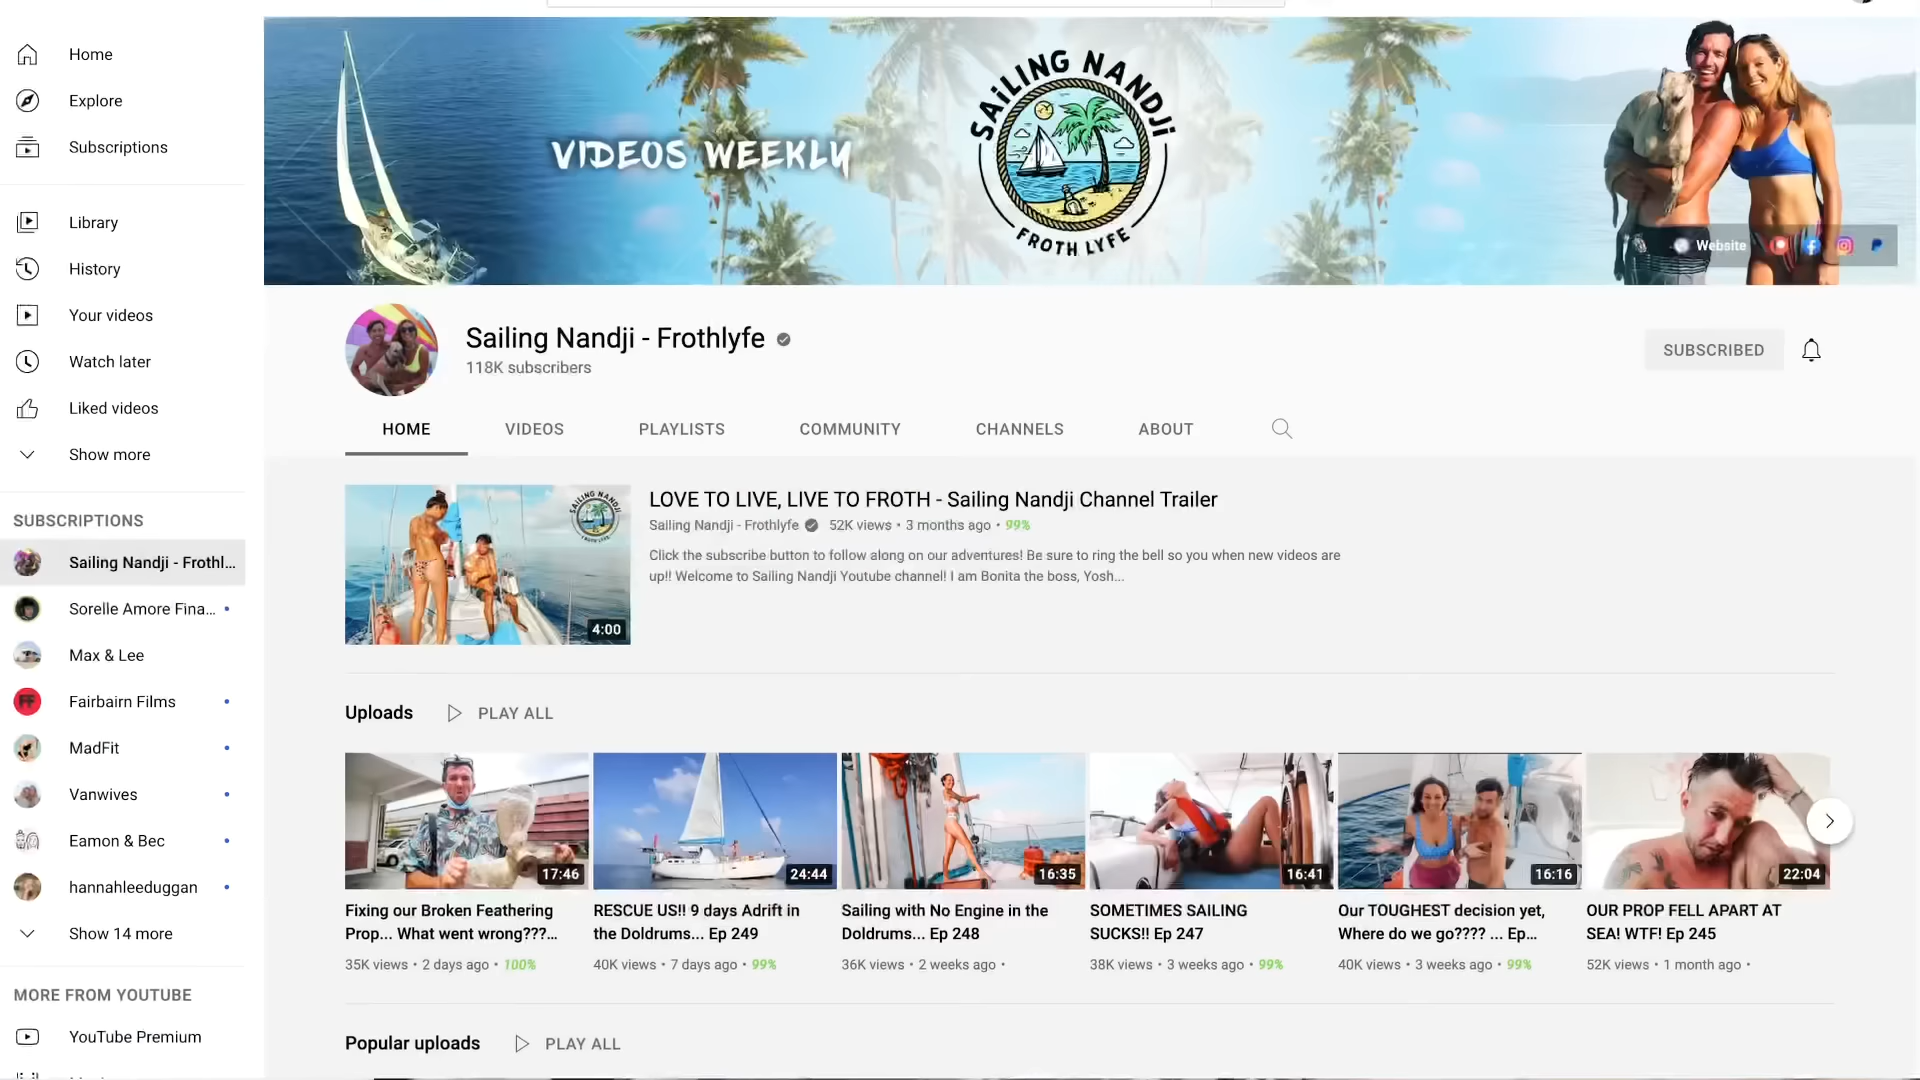 Home
Explore
Subscriptions
Library
History
Your videos
Watch later
Liked videos
Show more
SUBSCRIPTIONS
Sailing Nandji - Frothl...
Sorelle Amore Fina...
Max & Lee
Fairbairn Films
MadFit
Vanwives
Eamon & Bec
hannahleeduggan
Show 14 more
MORE FROM YOUTUBE
YouTube Premium
VIDEOS WEEKLY
SAiLING NANDJi
FROTH LYFE
Website
Sailing Nandji - Frothlyfe
118K subscribers
SUBSCRIBED
HOME VIDEOS PLAYLISTS COMMUNITY CHANNELS ABOUT
SAILING NANDJI
4:00
LOVE TO LIVE, LIVE TO FROTH - Sailing Nandji Channel Trailer
Sailing Nandji - Frothlyfe 52K views • 3 months ago • 99%
Click the subscribe button to follow along on our adventures! Be sure to ring the bell so you when new videos are
up!! Welcome to Sailing Nandji Youtube channel! I am Bonita the boss, Yosh...
Uploads PLAY ALL
17:46
Fixing our Broken Feathering
Prop... What went wrong???...
35K views • 2 days ago • 100%
24:44
RESCUE US!! 9 days Adrift in
the Doldrums... Ep 249
40K views • 7 days ago • 99%
16:35
Sailing with No Engine in the
Doldrums... Ep 248
36K views • 2 weeks ago •
16:41
SOMETIMES SAILING
SUCKS!! Ep 247
38K views • 3 weeks ago • 99%
16:16
Our TOUGHEST decision yet,
Where do we go???? ... Ep...
40K views • 3 weeks ago • 99%
22:04
OUR PROP FELL APART AT
SEA! WTF! Ep 245
52K views • 1 month ago •
Popular uploads PLAY ALL